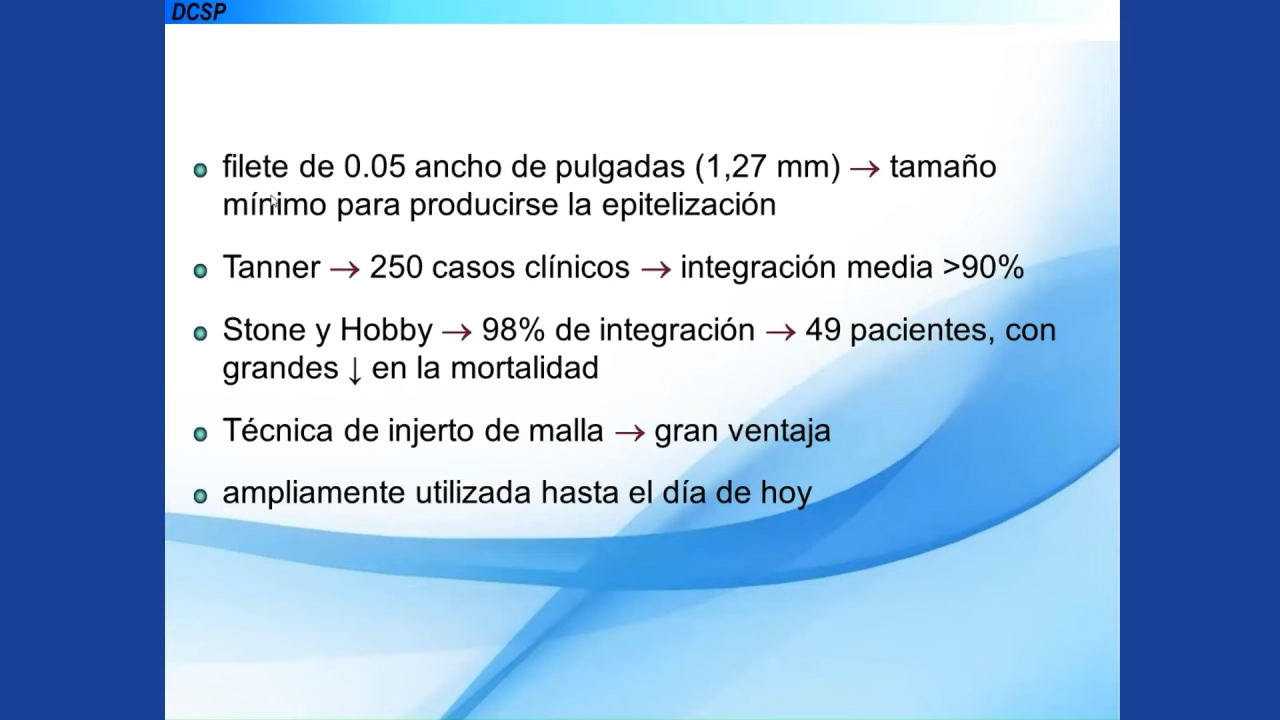 DCSP
filete de 0.05 ancho de pulgadas (1,27 mm) → tamaño
mínimo para producirse la epitelización
Tanner → 250 casos clínicos → integración media >90%
Stone y Hobby → 98% de integración → 49 pacientes, con
grandes ↓ en la mortalidad
Técnica de injerto de malla → gran ventaja
ampliamente utilizada hasta el día de hoy